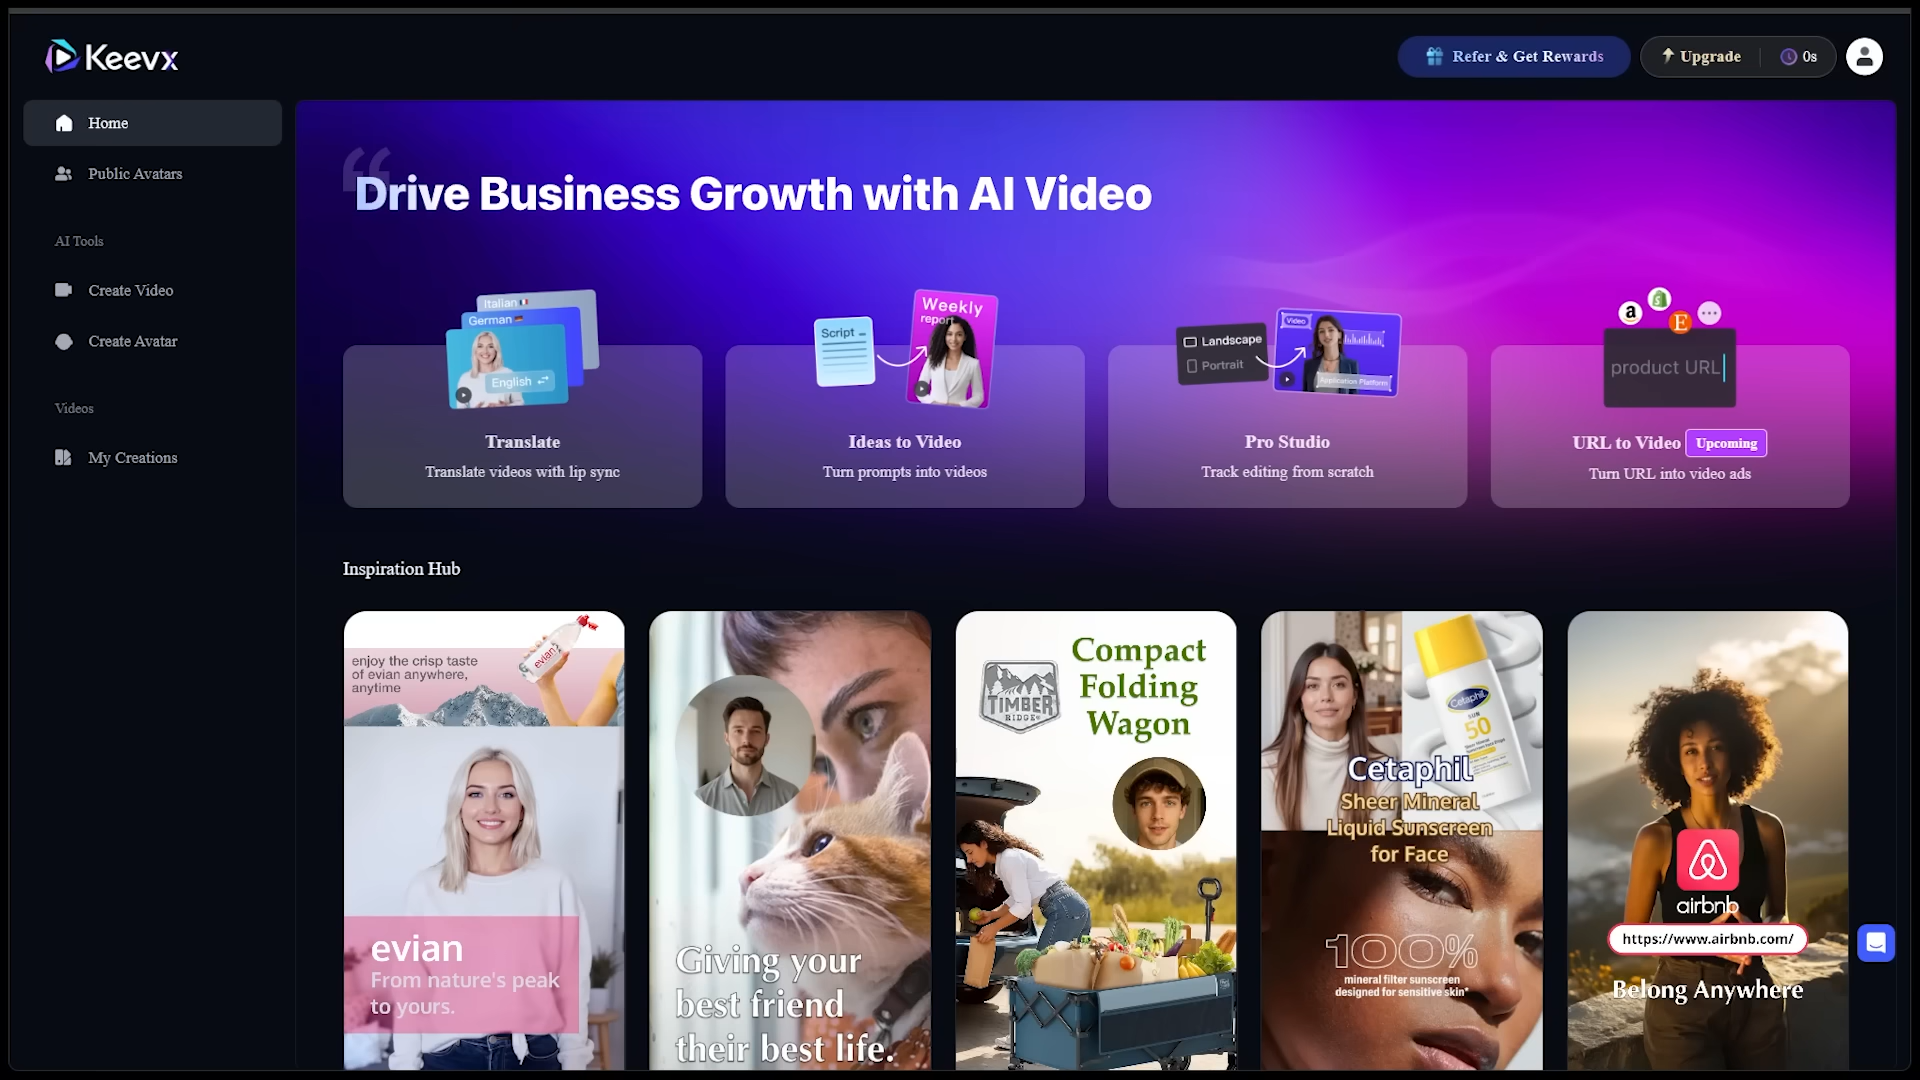 Keevx
Refer & Get Rewards
Upgrade
0s
Home
Public Avatars
AI Tools
Create Video
Create Avatar
Videos
My Creations
Drive Business Growth with AI Video
Italian
German
English
Translate
Translate videos with lip sync
Script
Weekly
report
Ideas to Video
Turn prompts into videos
Landscape
Portrait
Video
Application Platform
Pro Studio
Track editing from scratch
product URL
URL to Video
Upcoming
Turn URL into video ads
Inspiration Hub
enjoy the crisp taste
of evian anywhere,
anytime
evian
evian
From nature's peak
to yours.
Giving your
best friend
their best life.
TIMBER
RIDGE
Compact
Folding
Wagon
Cetaphil
SUN
50
Cetaphil
Sheer Mineral
Liquid Sunscreen
for Face
100%
mineral filter sunscreen
designed for sensitive skin*
airbnb
https://www.airbnb.com/
Belong Anywhere